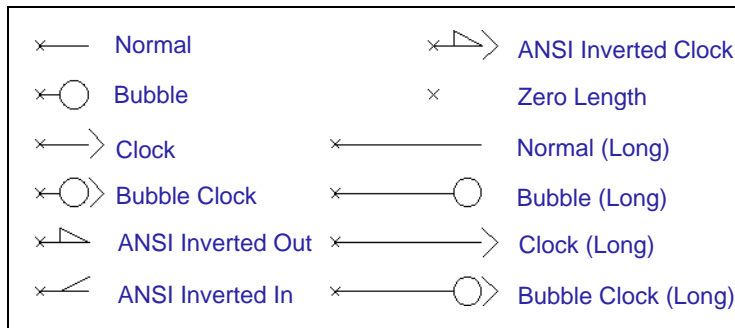 Normal
Bubble
Clock
Bubble Clock
ANSI Inverted Out
ANSI Inverted In
ANSI Inverted Clock
Zero Length
Normal (Long)
Bubble (Long)
Clock (Long)
Bubble Clock (Long)